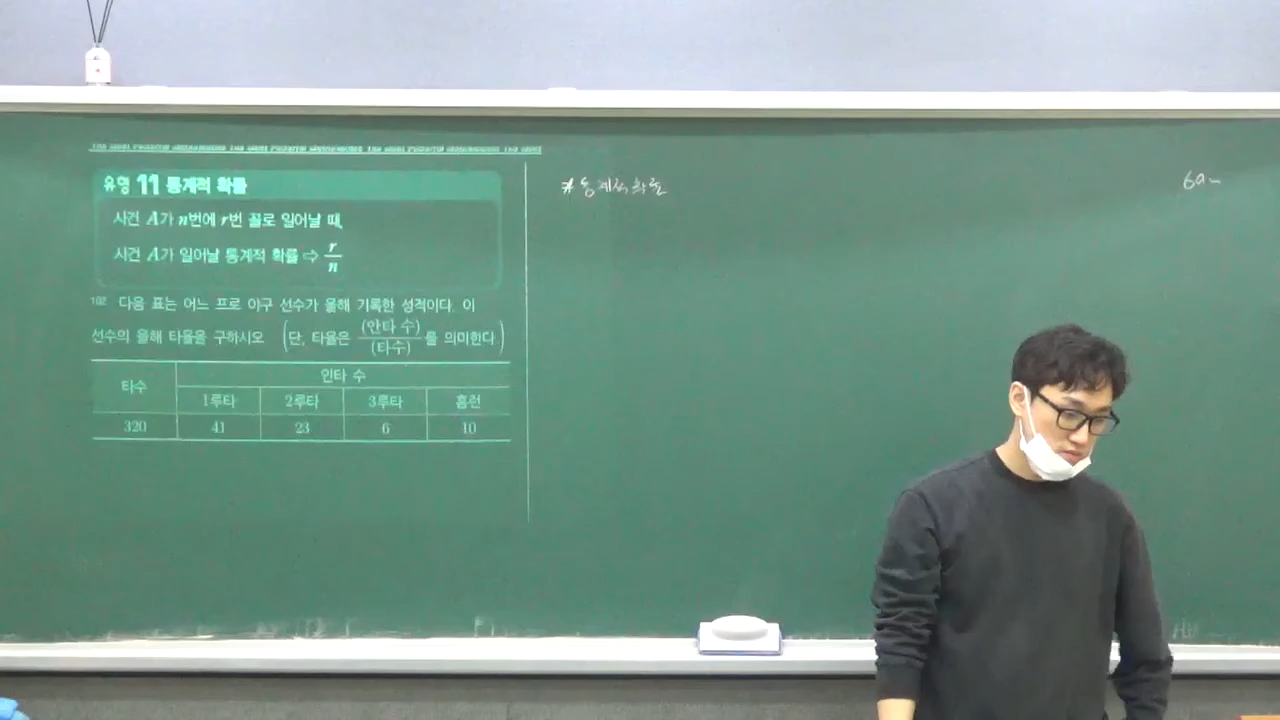 유형 11 통계적 확률
사건 A가 n번에 r번 꼴로 일어날 때,
사건 A가 일어날 통계적 확률 ⇨ r/n
102 다음 표는 어느 프로 야구 선수가 올해 기록한 성적이다. 이
선수의 올해 타율을 구하시오. (단, 타율은 (안타 수)/(타수) 를 의미한다.)
타수 안타 수
1루타 2루타 3루타 홈런
320 41 23 6 10
* 통계적 확률